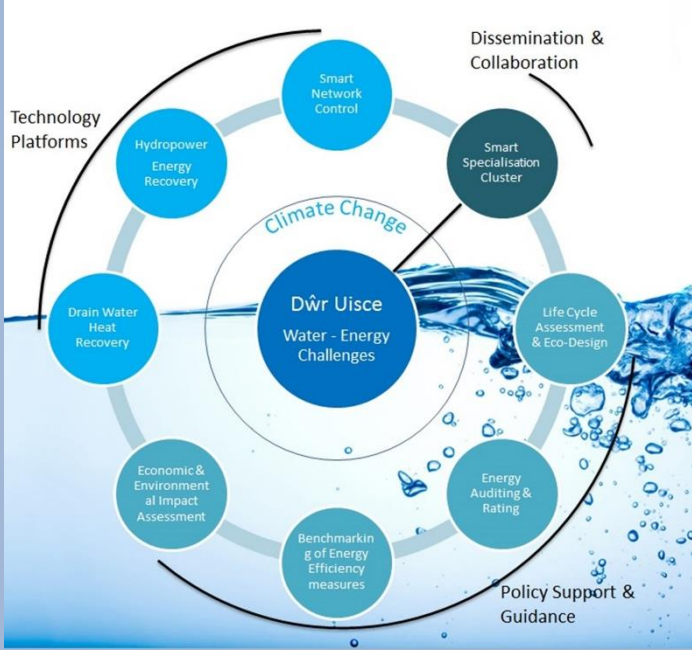 Dissemination &
Collaboration
Technology
Platforms
Smart
Network
Control
Hydropower
Energy
Recovery
Smart
Specialisation
Cluster
Climate Change
Drain Water
Heat
Recovery
Dŵr Uisce
Water - Energy
Challenges
Life Cycle
Assessment
& Eco-Design
Economic &
Environment
al Impact
Assessment
Energy
Auditing &
Rating
Benchmarkin
g of Energy
Efficiency
measures
Policy Support &
Guidance